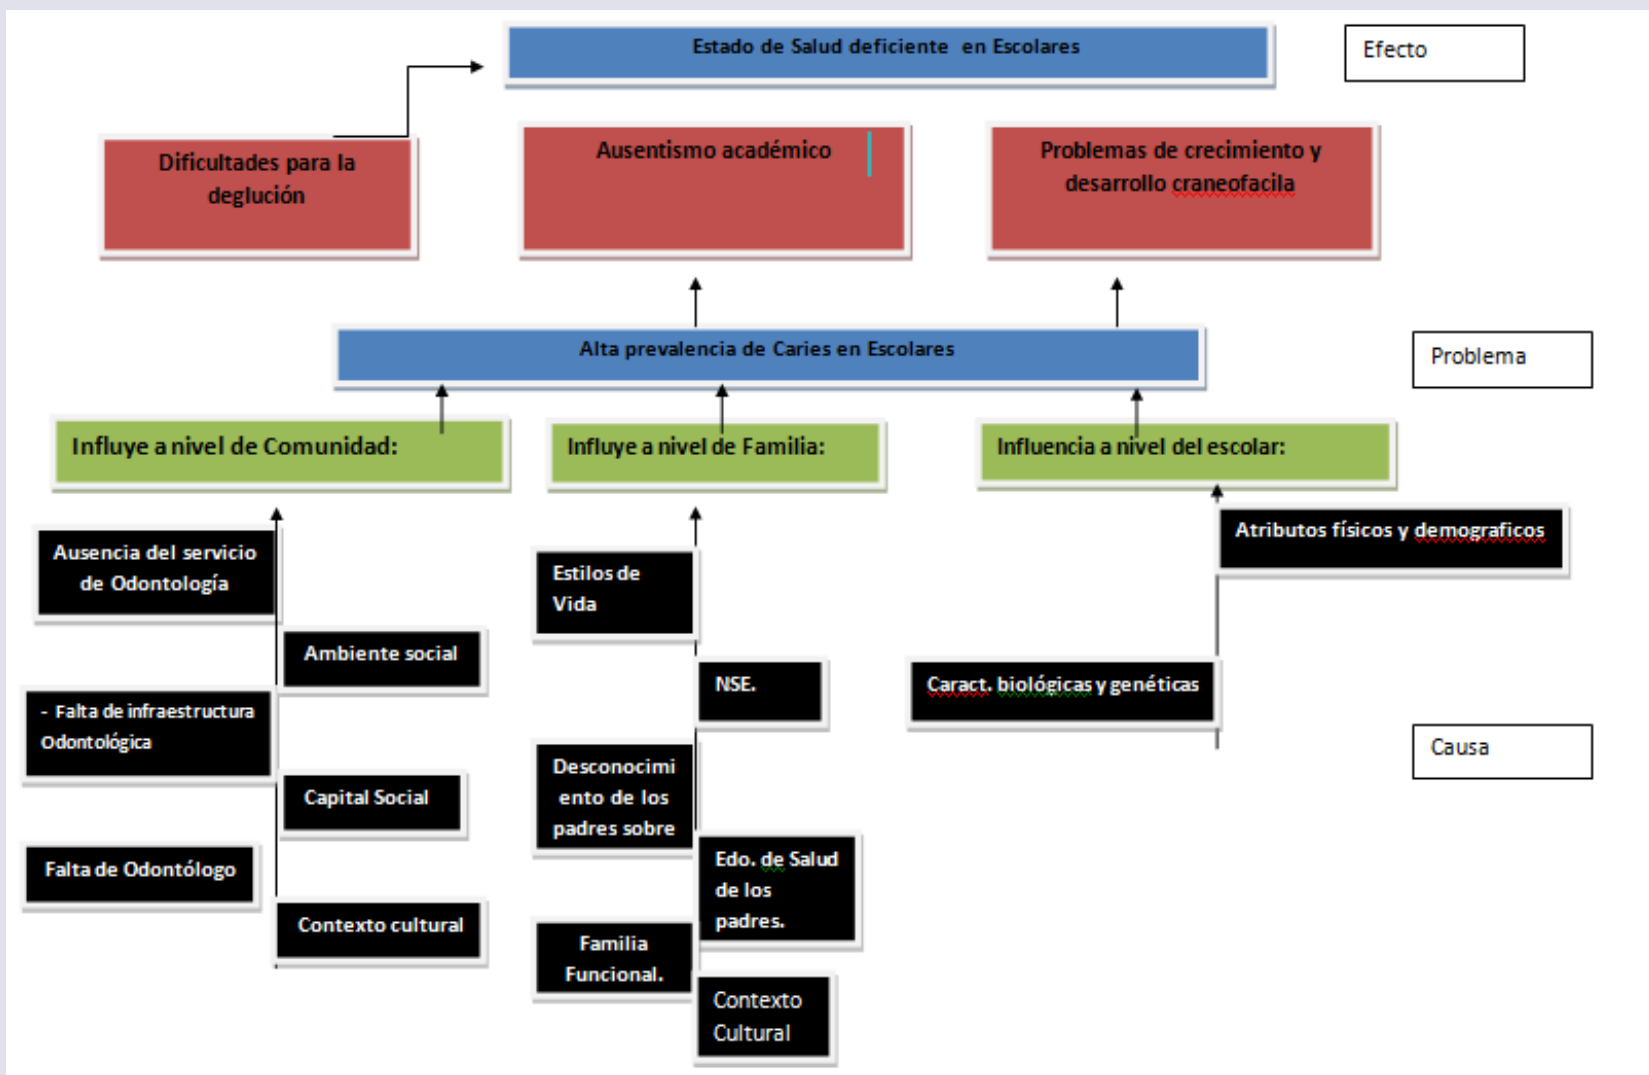 Estado de Salud deficiente en Escolares
Efecto
Dificultades para la
deglución
Ausentismo académico
Problemas de crecimiento y
desarrollo craneofacila
Alta prevalencia de Caries en Escolares
Problema
Influye a nivel de Comunidad:
Influye a nivel de Familia:
Influencia a nivel del escolar:
Ausencia del servicio
de Odontología
Ambiente social
- Falta de infraestructura
Odontológica
Capital Social
Falta de Odontólogo
Contexto cultural
Estilos de
Vida
NSE.
Desconocimi
ento de los
padres sobre
Edo. de Salud
de los
padres.
Familia
Funcional.
Contexto
Cultural
Atributos físicos y demograficos
Caract. biológicas y genéticas
Causa